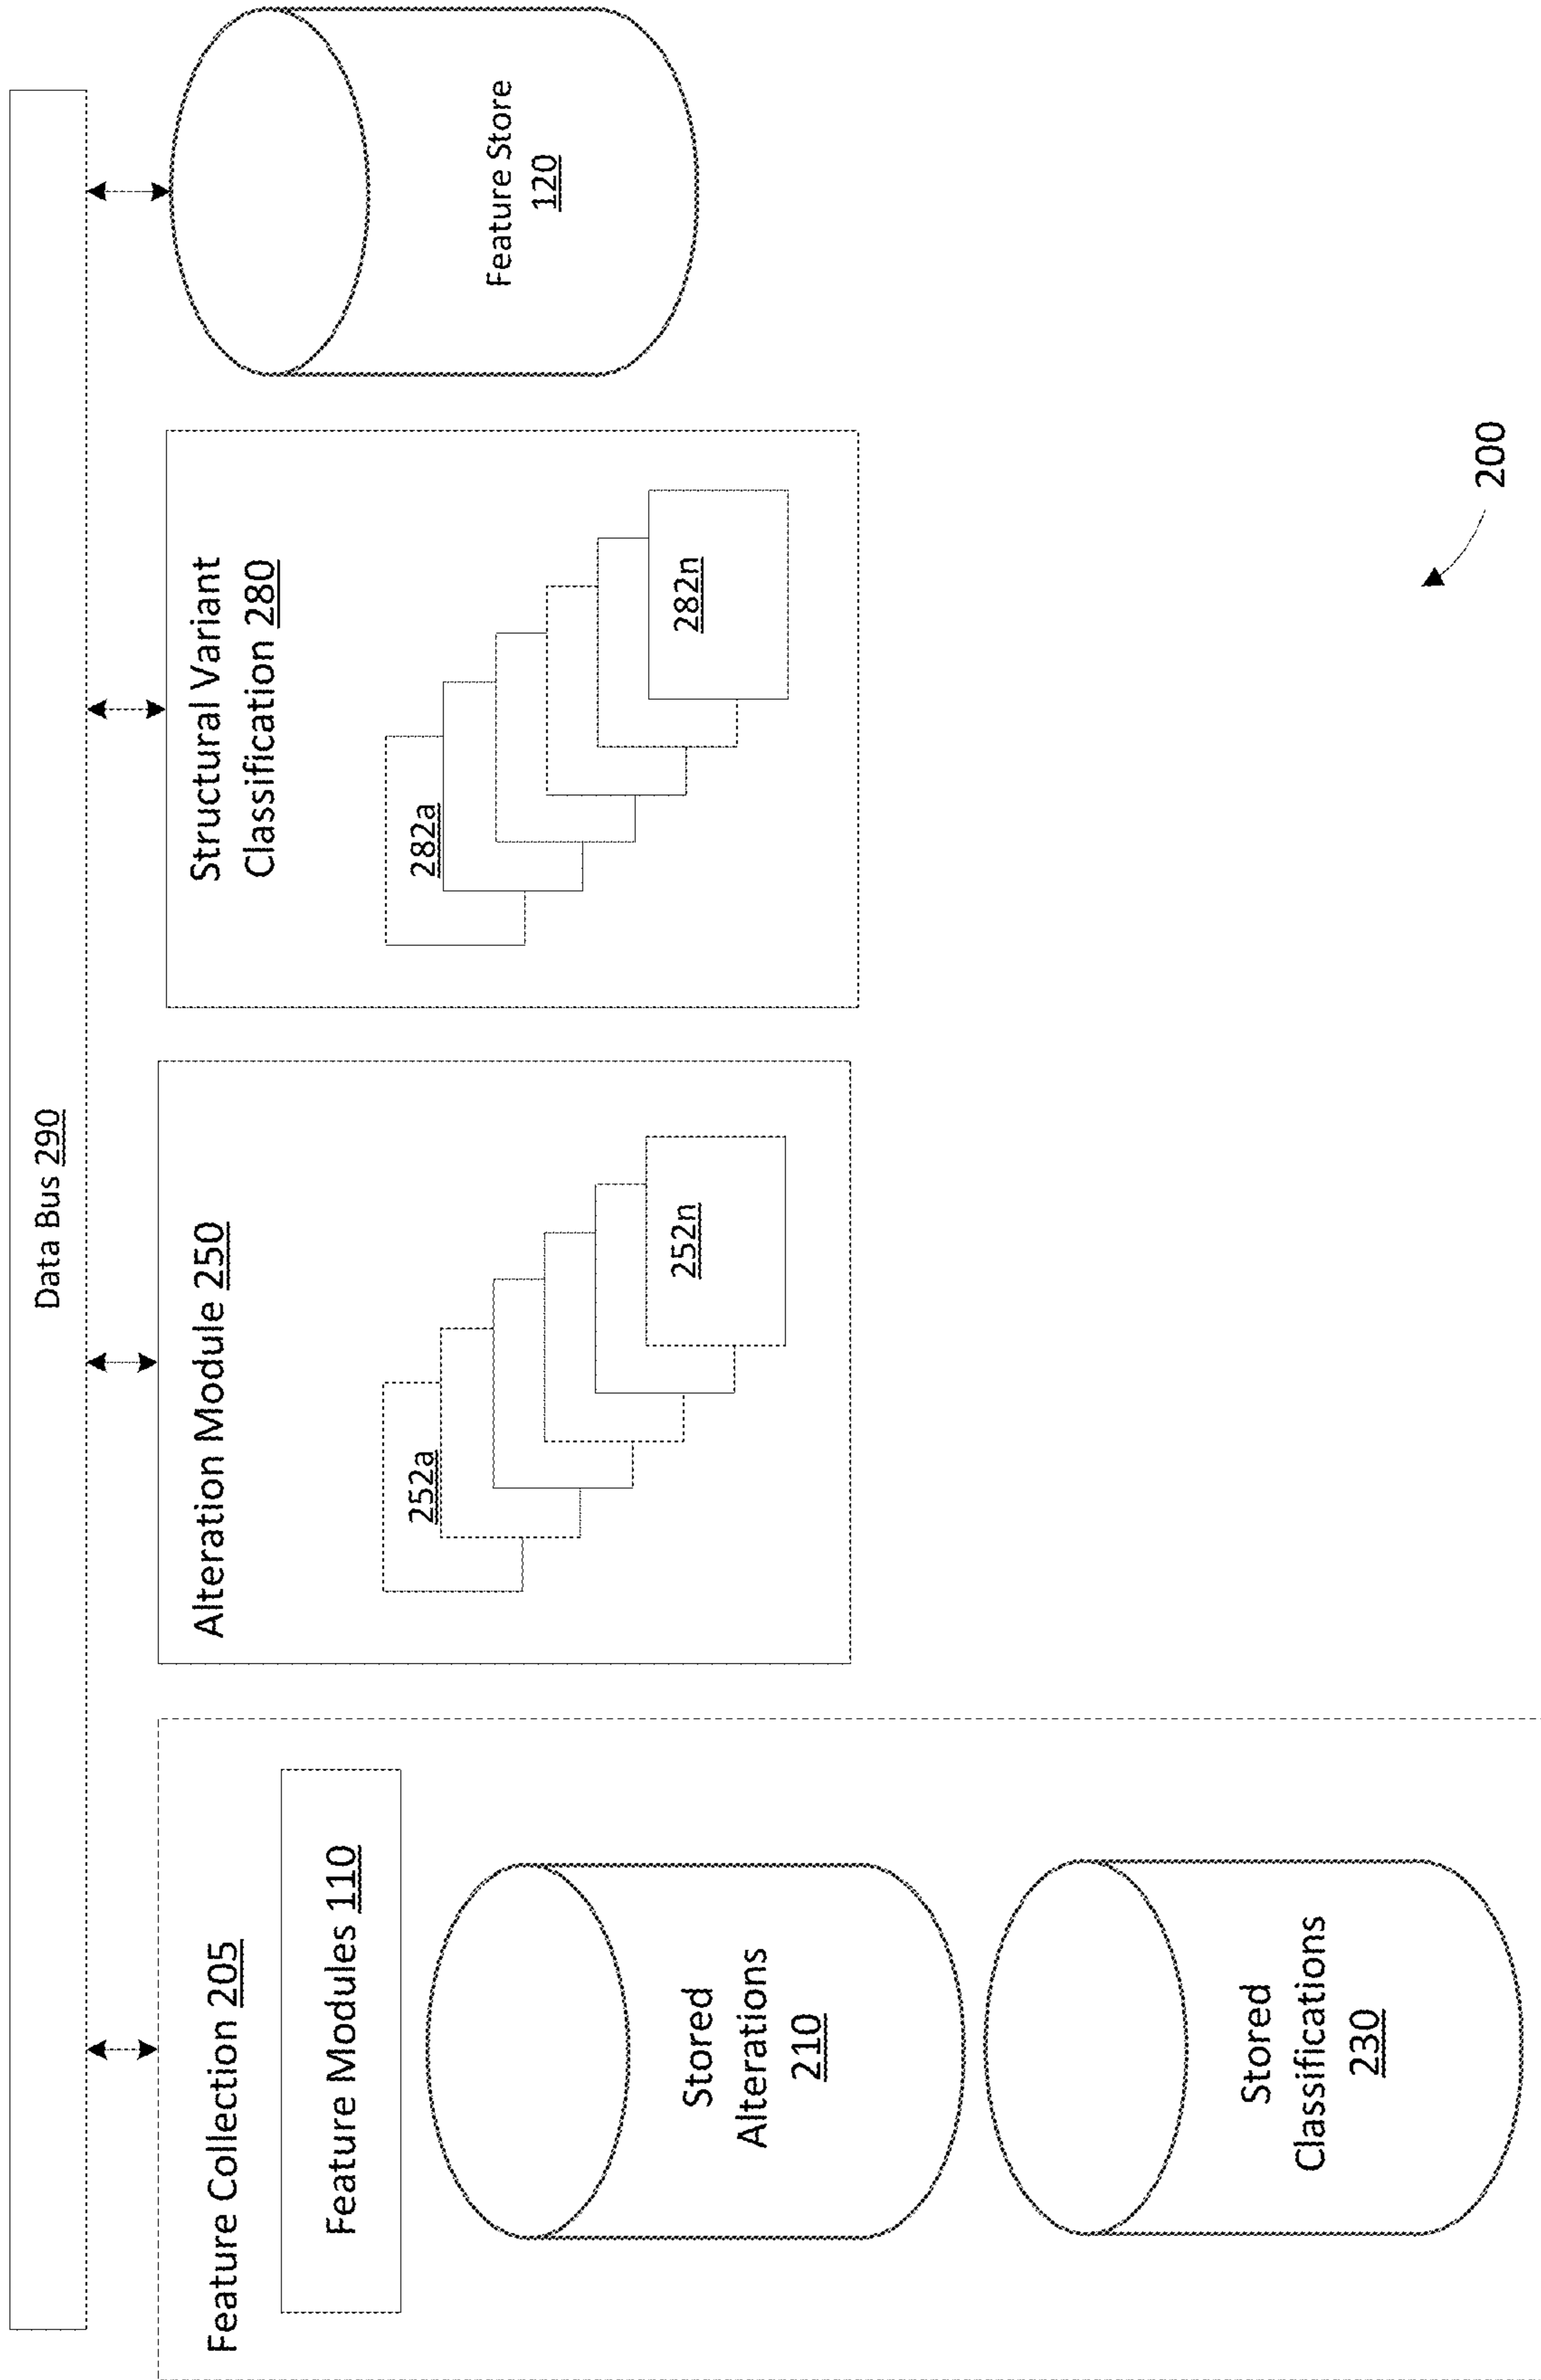 Data Bus 290
Feature Collection 205
Feature Modules 110
Stored
Alterations
210
Stored
Classifications
230
Alteration Module 250
252a
252n
Structural Variant
Classification 280
282a
282n
Feature Store
120
200